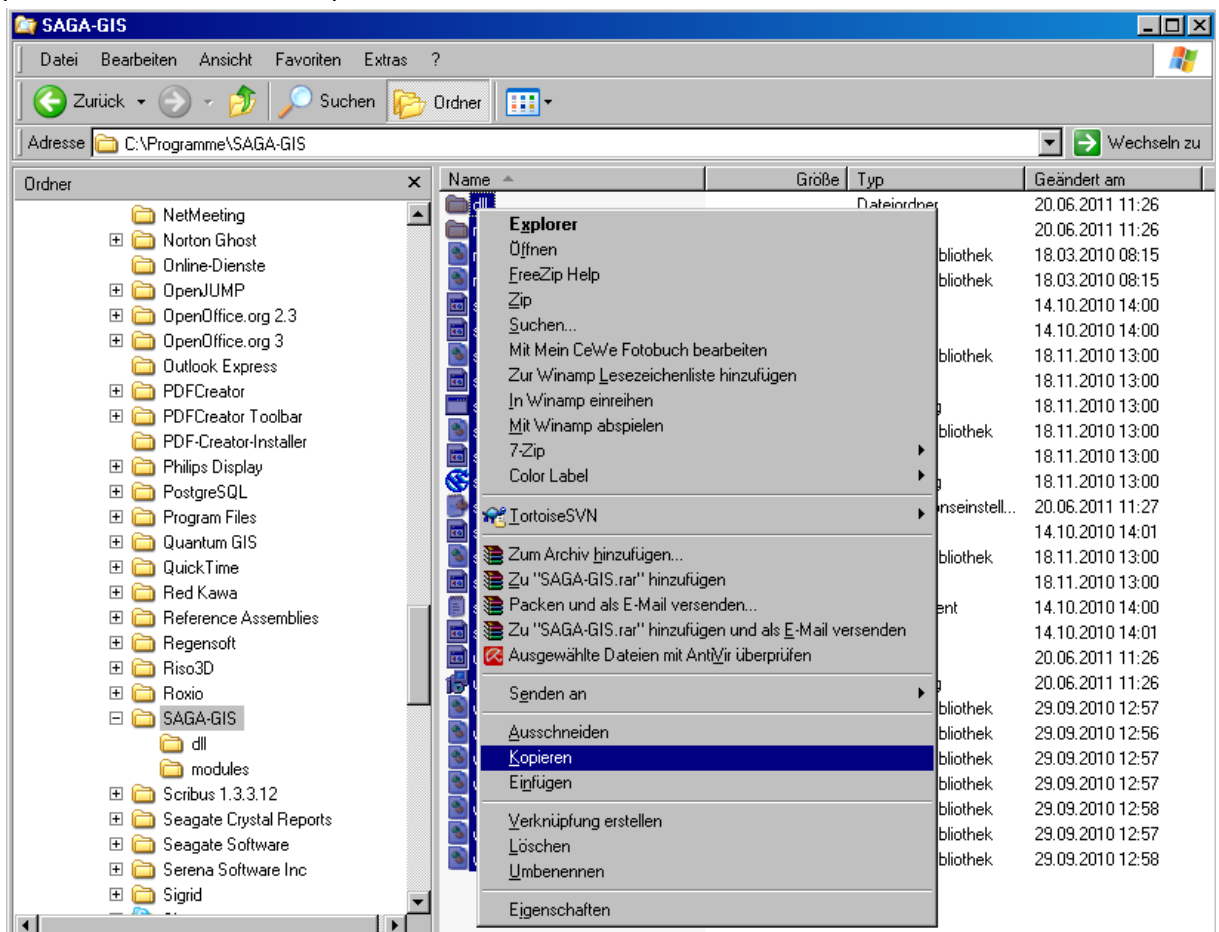 SAGA-GIS
Datei Bearbeiten Ansicht Favoriten Extras ?
Zurück Suchen Ordner
Adresse C:\Programme\SAGA-GIS Wechseln zu
Ordner
NetMeeting
Norton Ghost
Online-Dienste
OpenJUMP
OpenOffice.org 2.3
OpenOffice.org 3
Outlook Express
PDFCreator
PDFCreator Toolbar
PDF-Creator-Installer
Philips Display
PostgreSQL
Program Files
Quantum GIS
QuickTime
Red Kawa
Reference Assemblies
Regensoft
Riso3D
Roxio
SAGA-GIS
dll
modules
Scribus 1.3.3.12
Seagate Crystal Reports
Seagate Software
Serena Software Inc
Sigrid
Name Größe Typ Geändert am
dll Dateiordner 20.06.2011 11:26
20.06.2011 11:26
bliothek 18.03.2010 08:15
bliothek 18.03.2010 08:15
14.10.2010 14:00
14.10.2010 14:00
bliothek 18.11.2010 13:00
18.11.2010 13:00
18.11.2010 13:00
bliothek 18.11.2010 13:00
18.11.2010 13:00
18.11.2010 13:00
onseinstell... 20.06.2011 11:27
14.10.2010 14:01
bliothek 18.11.2010 13:00
18.11.2010 13:00
ent 14.10.2010 14:00
14.10.2010 14:01
20.06.2011 11:26
20.06.2011 11:26
bliothek 29.09.2010 12:57
bliothek 29.09.2010 12:56
bliothek 29.09.2010 12:57
bliothek 29.09.2010 12:57
bliothek 29.09.2010 12:58
bliothek 29.09.2010 12:57
bliothek 29.09.2010 12:58
Explorer
Öffnen
FreeZip Help
Zip
Suchen...
Mit Mein CeWe Fotobuch bearbeiten
Zur Winamp Lesezeichenliste hinzufügen
In Winamp einreihen
Mit Winamp abspielen
7-Zip
Color Label
TortoiseSVN
Zum Archiv hinzufügen...
Zu "SAGA-GIS.rar" hinzufügen
Packen und als E-Mail versenden...
Zu "SAGA-GIS.rar" hinzufügen und als E-Mail versenden
Ausgewählte Dateien mit AntiVir überprüfen
Senden an
Ausschneiden
Kopieren
Einfügen
Verknüpfung erstellen
Löschen
Umbenennen
Eigenschaften